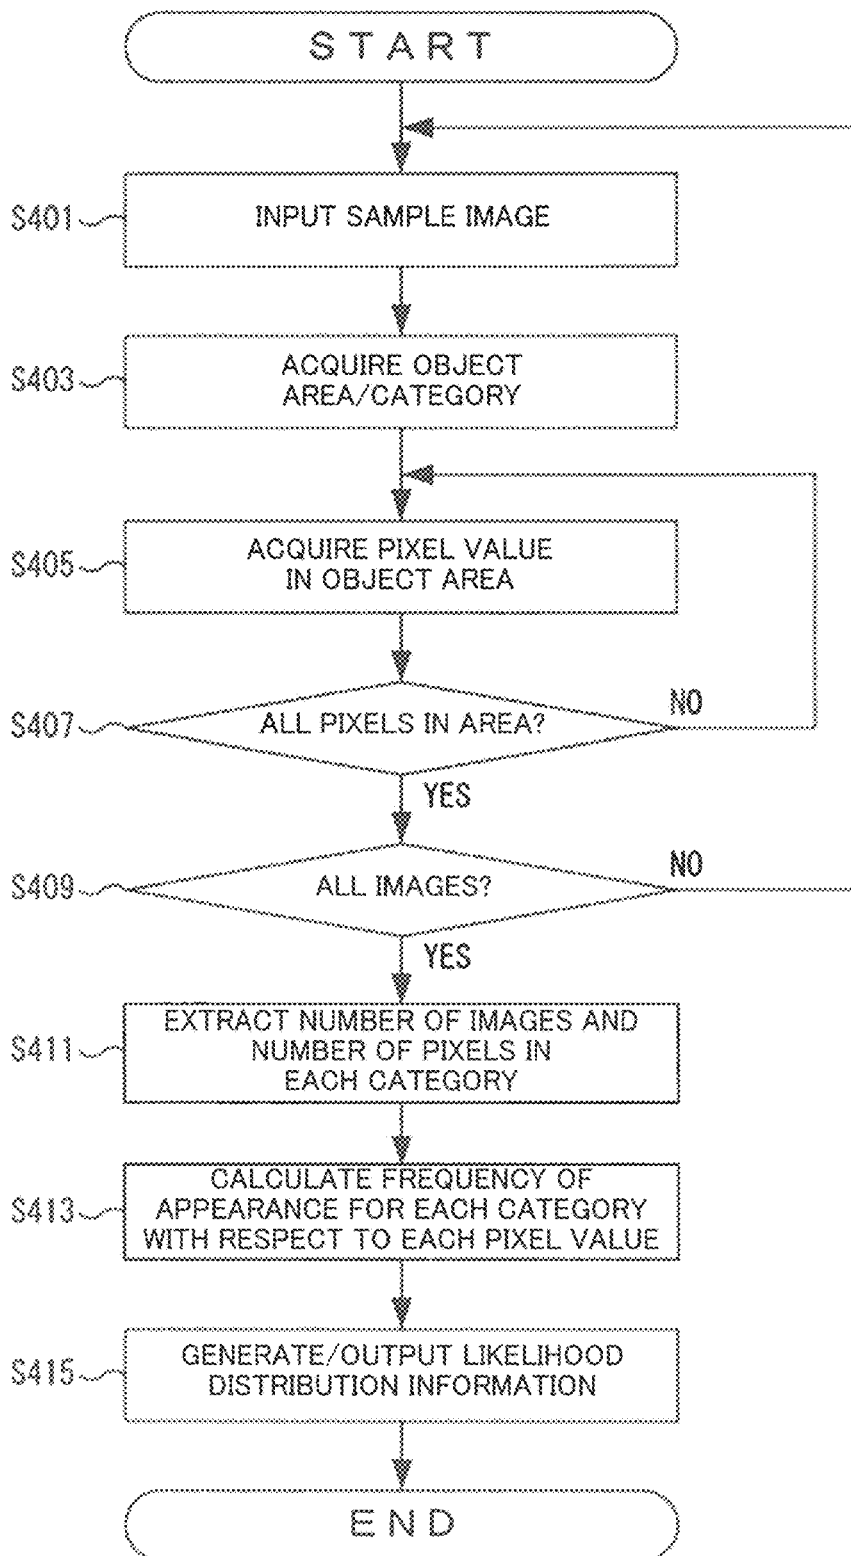 START
S401
INPUT SAMPLE IMAGE
S403
ACQUIRE OBJECT
AREA/CATEGORY
S405
ACQUIRE PIXEL VALUE
IN OBJECT AREA
S407
ALL PIXELS IN AREA?
NO
YES
S409
ALL IMAGES?
NO
YES
S411
EXTRACT NUMBER OF IMAGES AND
NUMBER OF PIXELS IN
EACH CATEGORY
S413
CALCULATE FREQUENCY OF
APPEARANCE FOR EACH CATEGORY
WITH RESPECT TO EACH PIXEL VALUE
S415
GENERATE/OUTPUT LIKELIHOOD
DISTRIBUTION INFORMATION
END